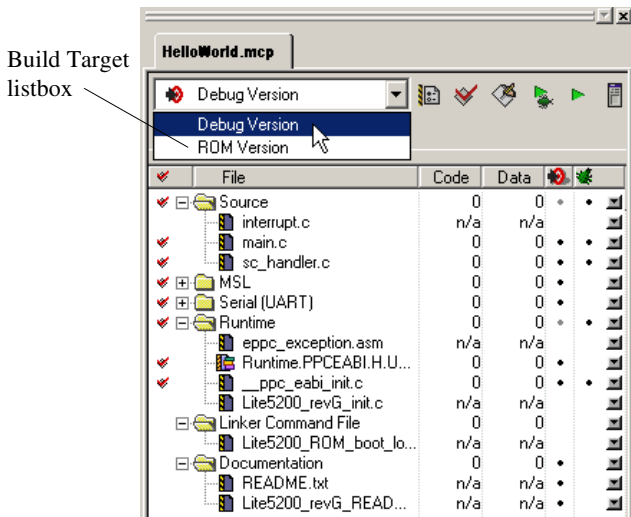 HelloWorld.mcp
Build Target
listbox
Debug Version
Debug Version
ROM Version
File Code Data
Source 0 0
interrupt.c n/a n/a
main.c 0 0
sc_handler.c 0 0
MSL 0 0
Serial (UART) 0 0
Runtime 0 0
eppc_exception.asm n/a n/a
Runtime.PPCEABI.H.U... 0 0
__ppc_eabi_init.c 0 0
Lite5200_revG_init.c n/a n/a
Linker Command File 0 0
Lite5200_ROM_boot_lo... n/a n/a
Documentation 0 0
README.txt n/a n/a
Lite5200_revG_READ... n/a n/a